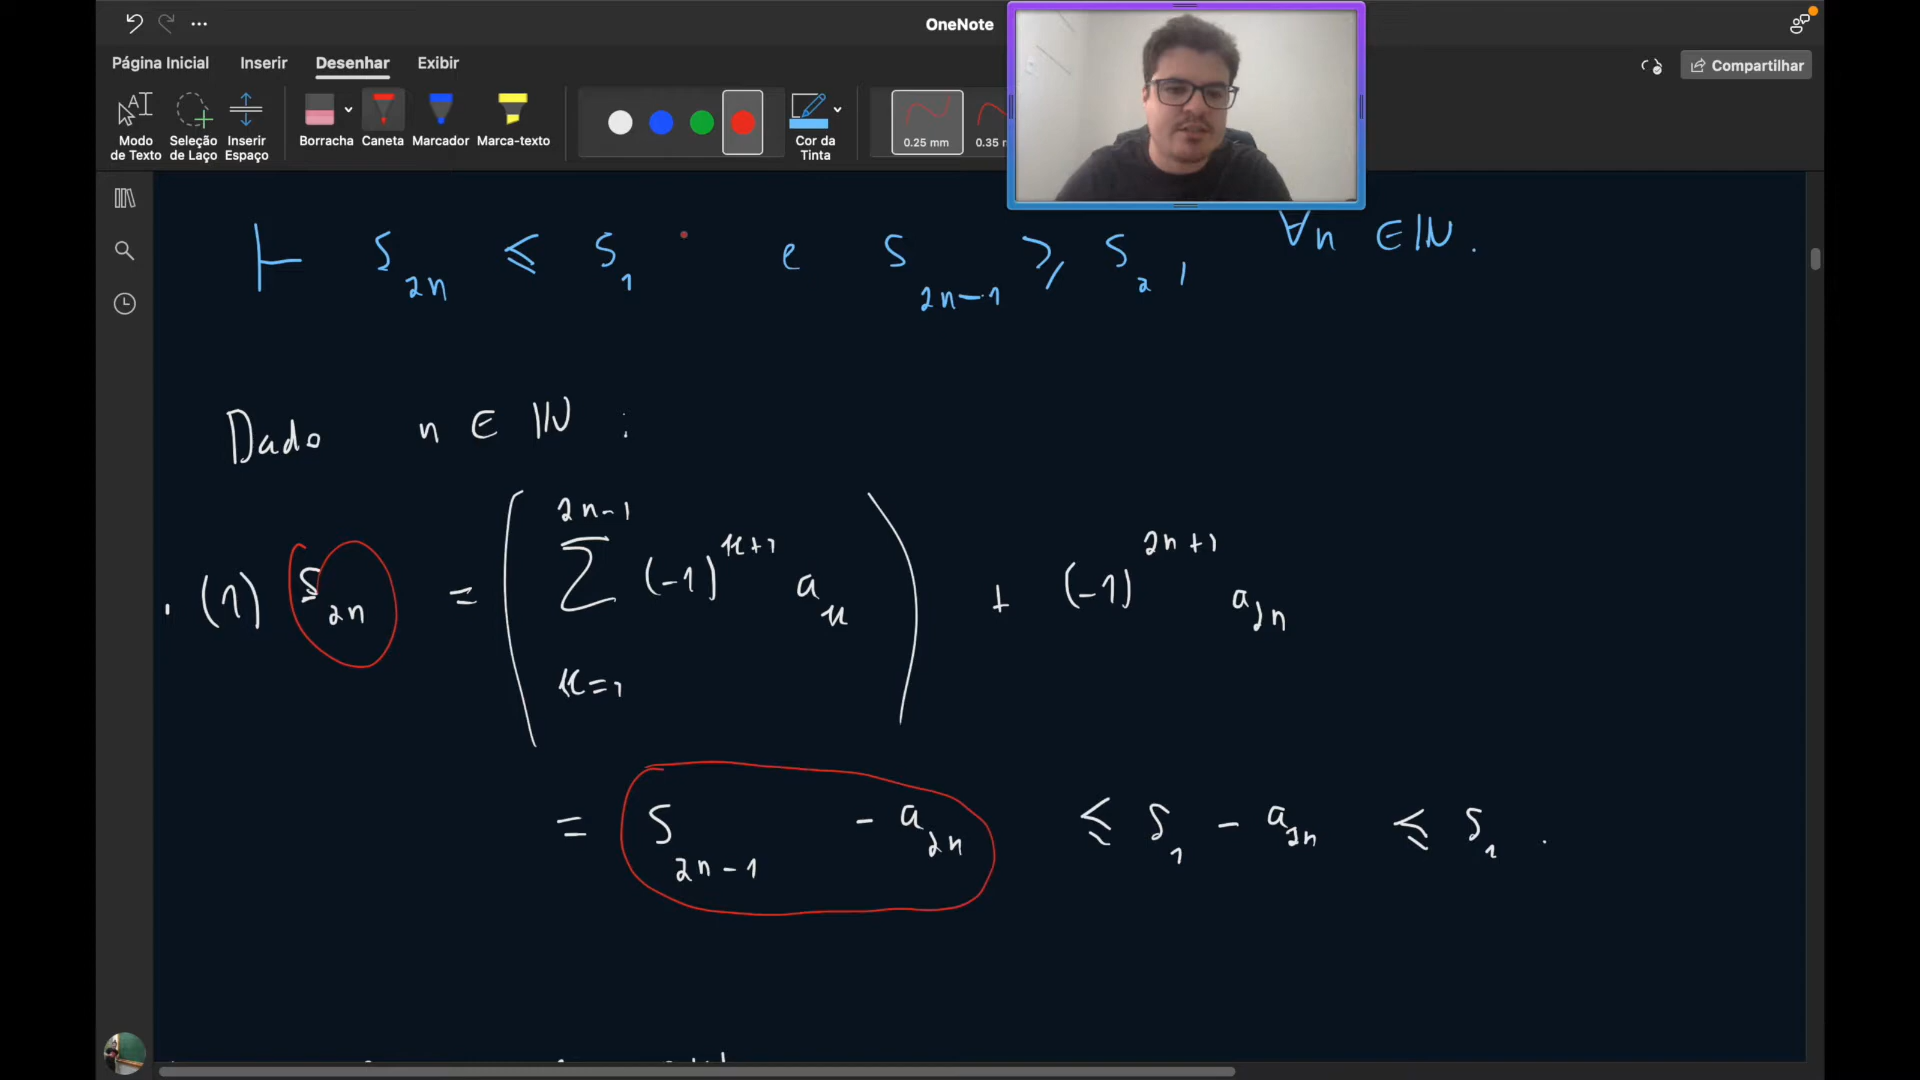 OneNote
Página Inicial Inserir Desenhar Exibir
Compartilhar
Modo de Texto Seleção de Laço Inserir Espaço Borracha Caneta Marcador Marca-texto Cor da Tinta 0.25 mm 0.35
⊢ S_{2n} ≤ S_1 e S_{2n-1} ≥ S_2, ∀n ∈ ℕ.
Dado n ∈ ℕ :
. (1) S_{2n} = ( ∑_{k=1}^{2n-1} (-1)^{k+1} a_k ) + (-1)^{2n+1} a_{2n}
= S_{2n-1} - a_{2n} ≤ S_1 - a_{2n} ≤ S_1 .